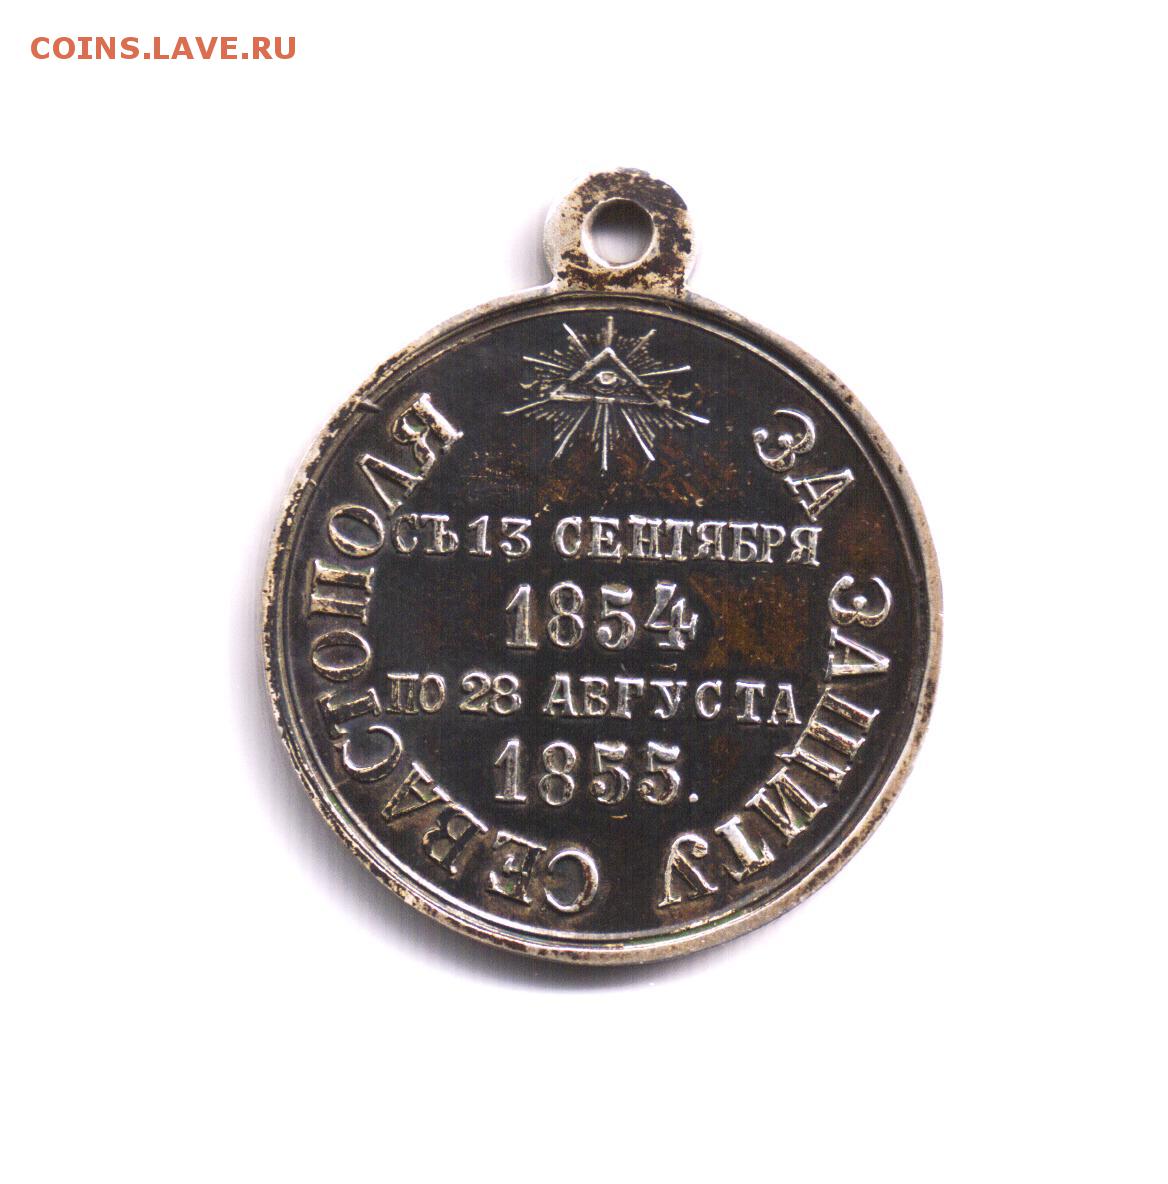 COINS.LAVE.RU
ЗА ЗАЩИТУ СЕВАСТОПОЛЯ
СЪ 13 СЕНТЯБРЯ
1854
ПО 28 АВГУСТА
1855.